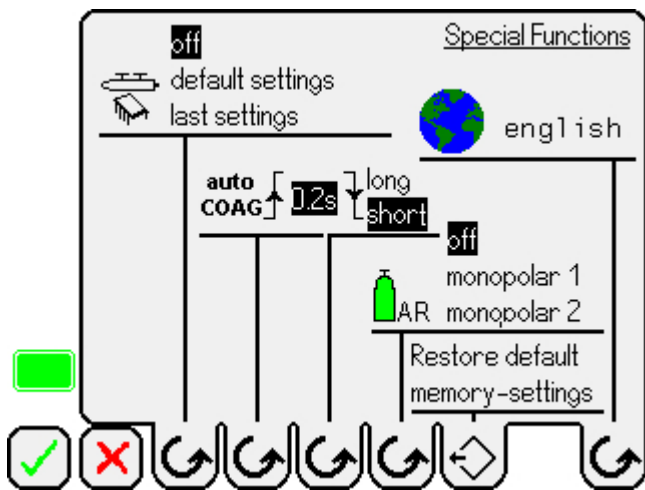 Special Functions
off
default settings
last settings
english
auto
COAG
0.2s
long
short
off
monopolar 1
AR monopolar 2
Restore default
memory-settings